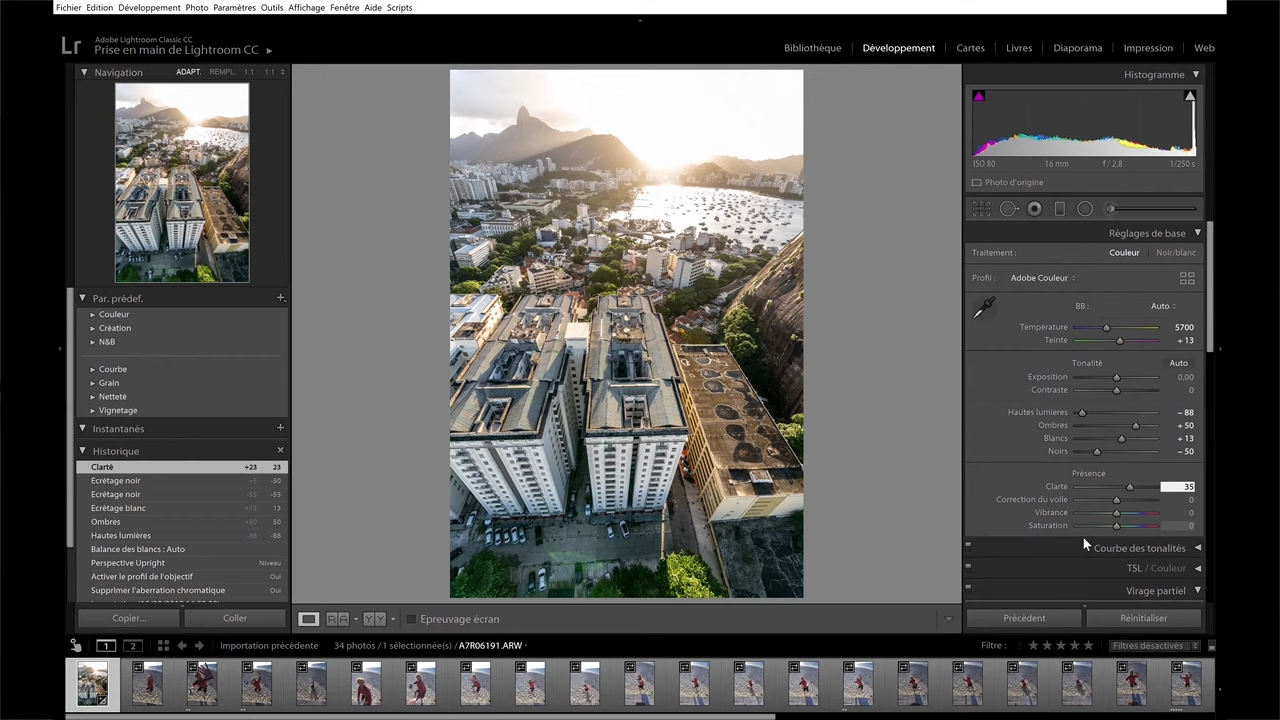 Fichier Edition Développement Photo Paramètres Outils Affichage Fenêtre Aide Scripts
Lr
Adobe Lightroom Classic CC
Prise en main de Lightroom CC
Bibliothèque Développement Cartes Livres Diaporama Impression Web
Navigation ADAPT. REMPL. 1:1 1:1
Par. prédef.
Couleur
Création
N&B
Courbe
Grain
Netteté
Vignetage
Instantanés
Historique
Clarté +23 23
Ecrêtage noir +5 -50
Ecrêtage noir -55 -55
Ecrêtage blanc +13 13
Ombres +50 50
Hautes lumières -88 -88
Balance des blancs : Auto
Perspective Upright Niveau
Activer le profil de l'objectif Oui
Supprimer l'aberration chromatique Oui
Copier... Coller
Epreuvage écran
Histogramme
ISO 80 16 mm f / 2,8 1/250 s
Photo d'origine
Réglages de base
Traitement : Couleur Noir/blanc
Profil : Adobe Couleur
BB : Auto
Température 5700
Teinte + 13
Tonalité Auto
Exposition 0,00
Contraste 0
Hautes lumières − 88
Ombres + 50
Blancs + 13
Noirs − 50
Présence
Clarté 35
Correction du voile 0
Vibrance 0
Saturation 0
Courbe des tonalités
TSL / Couleur
Virage partiel
Précédent Réinitialiser
1 2 Importation précédente 34 photos / 1 sélectionnée(s) / A7R06191.ARW Filtre : Filtres désactivés